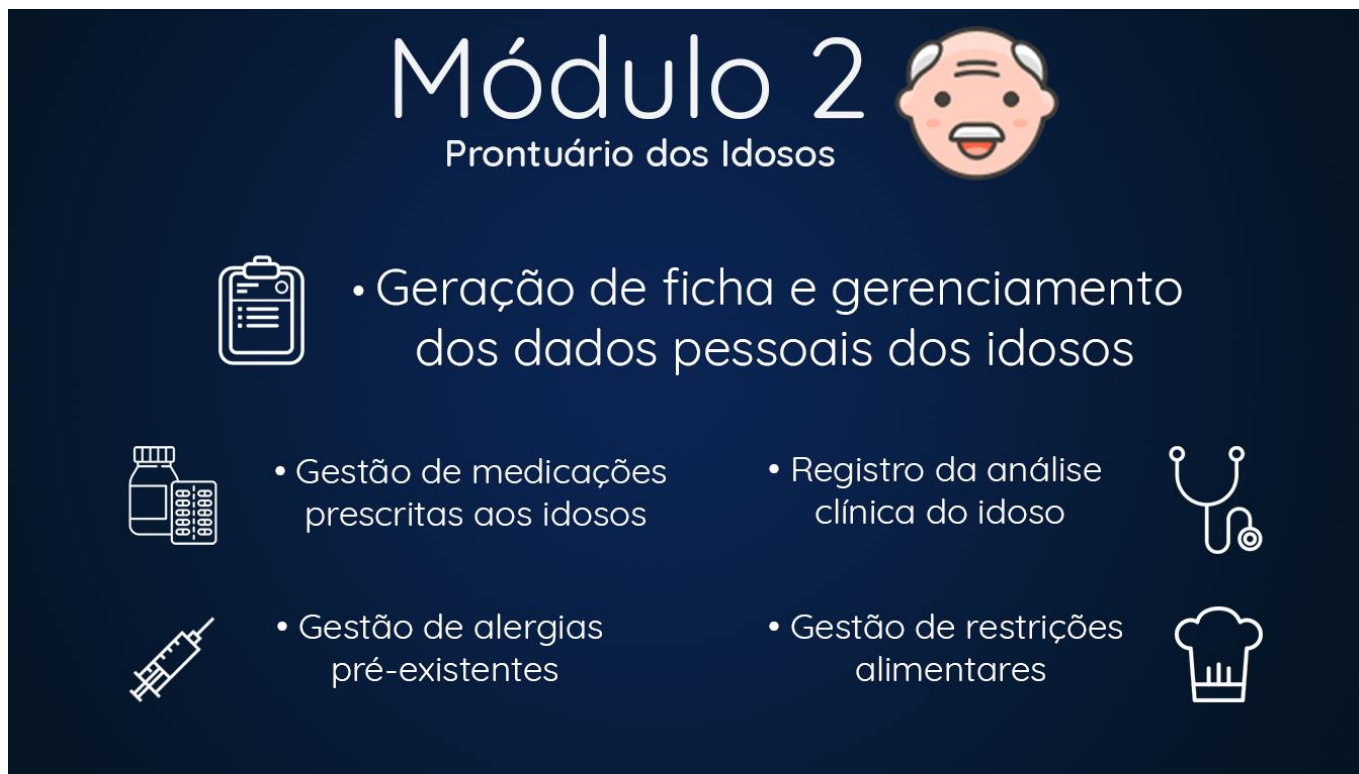 Módulo 2
Prontuário dos Idosos
• Geração de ficha e gerenciamento
dos dados pessoais dos idosos
• Gestão de medicações
prescritas aos idosos
• Registro da análise
clínica do idoso
• Gestão de alergias
pré-existentes
• Gestão de restrições
alimentares